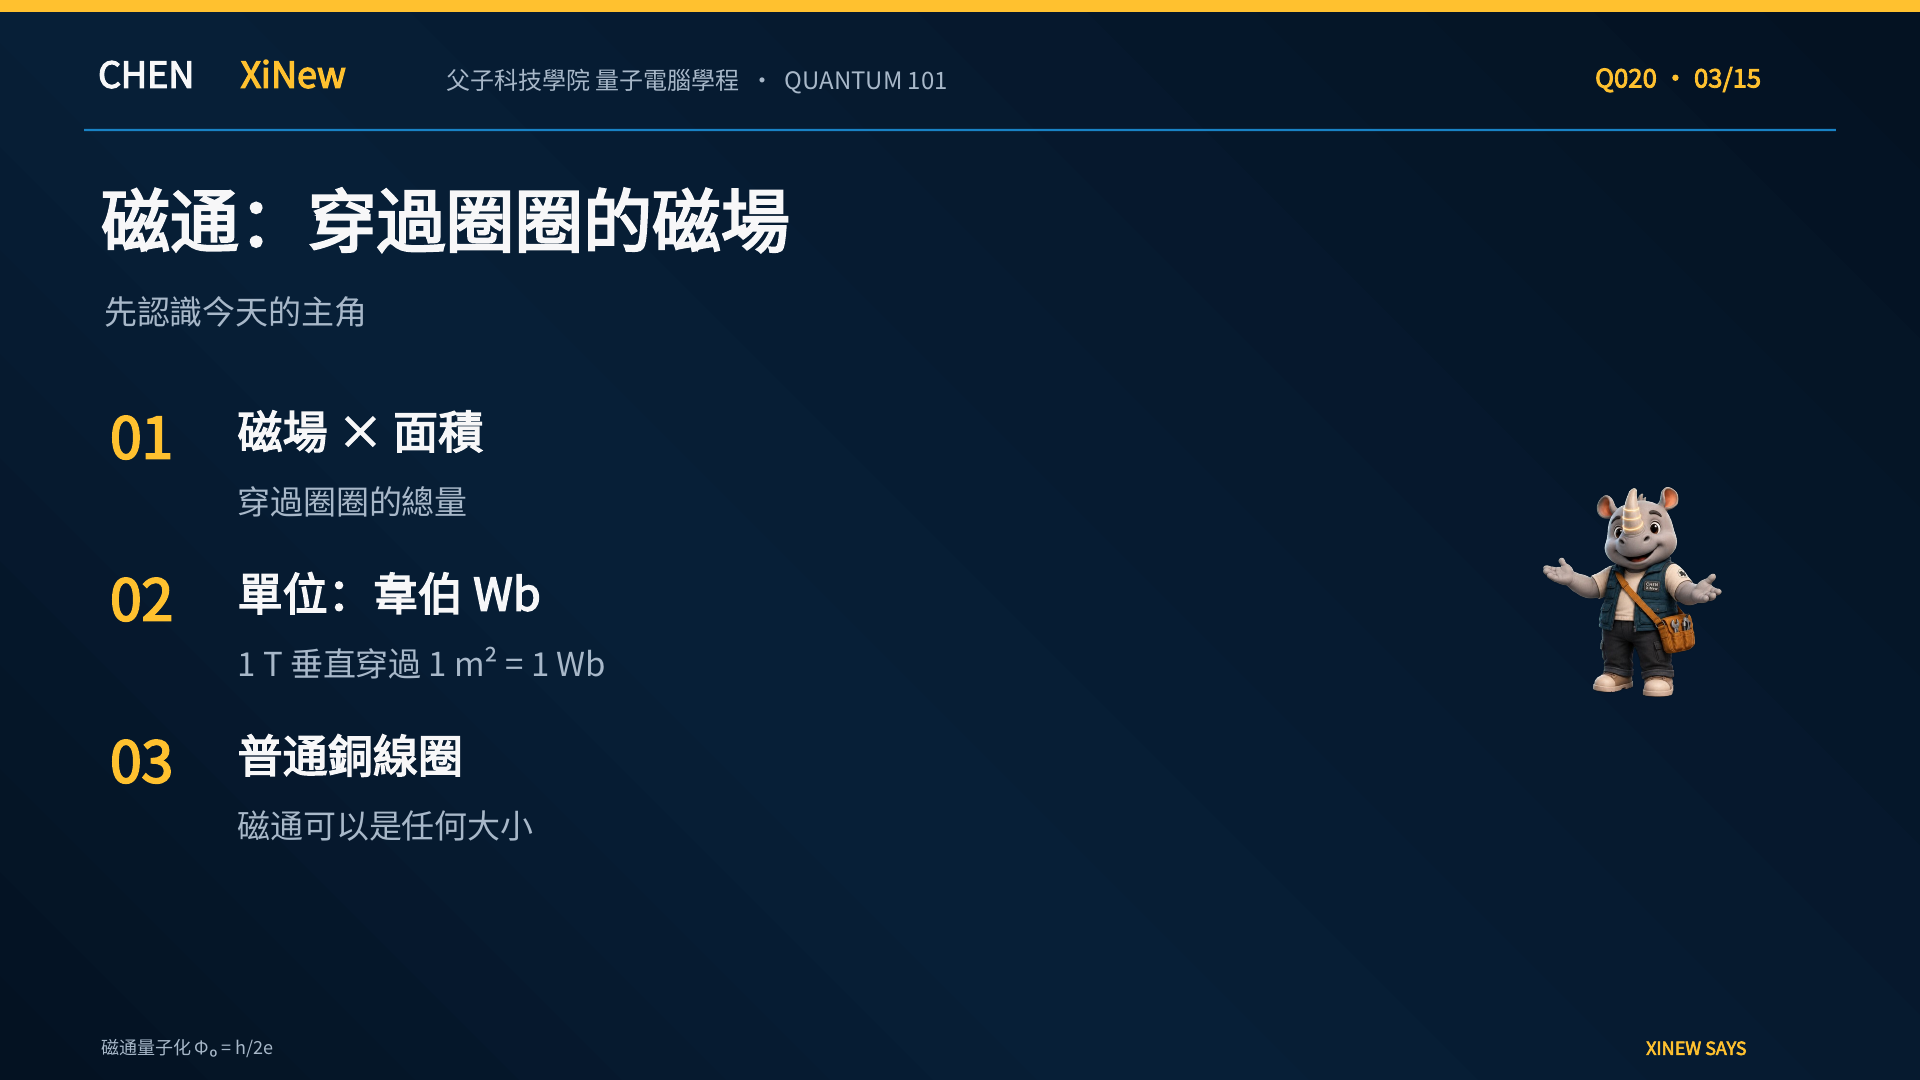 CHEN XiNew 父子科技學院 量子電腦學程 • QUANTUM 101 Q020 • 03/15
磁通：穿過圈圈的磁場
先認識今天的主角
01 磁場 × 面積
穿過圈圈的總量
02 單位：韋伯 Wb
1 T 垂直穿過 1 m² = 1 Wb
03 普通銅線圈
磁通可以是任何大小
磁通量子化 Φ₀ = h/2e
XINEW SAYS